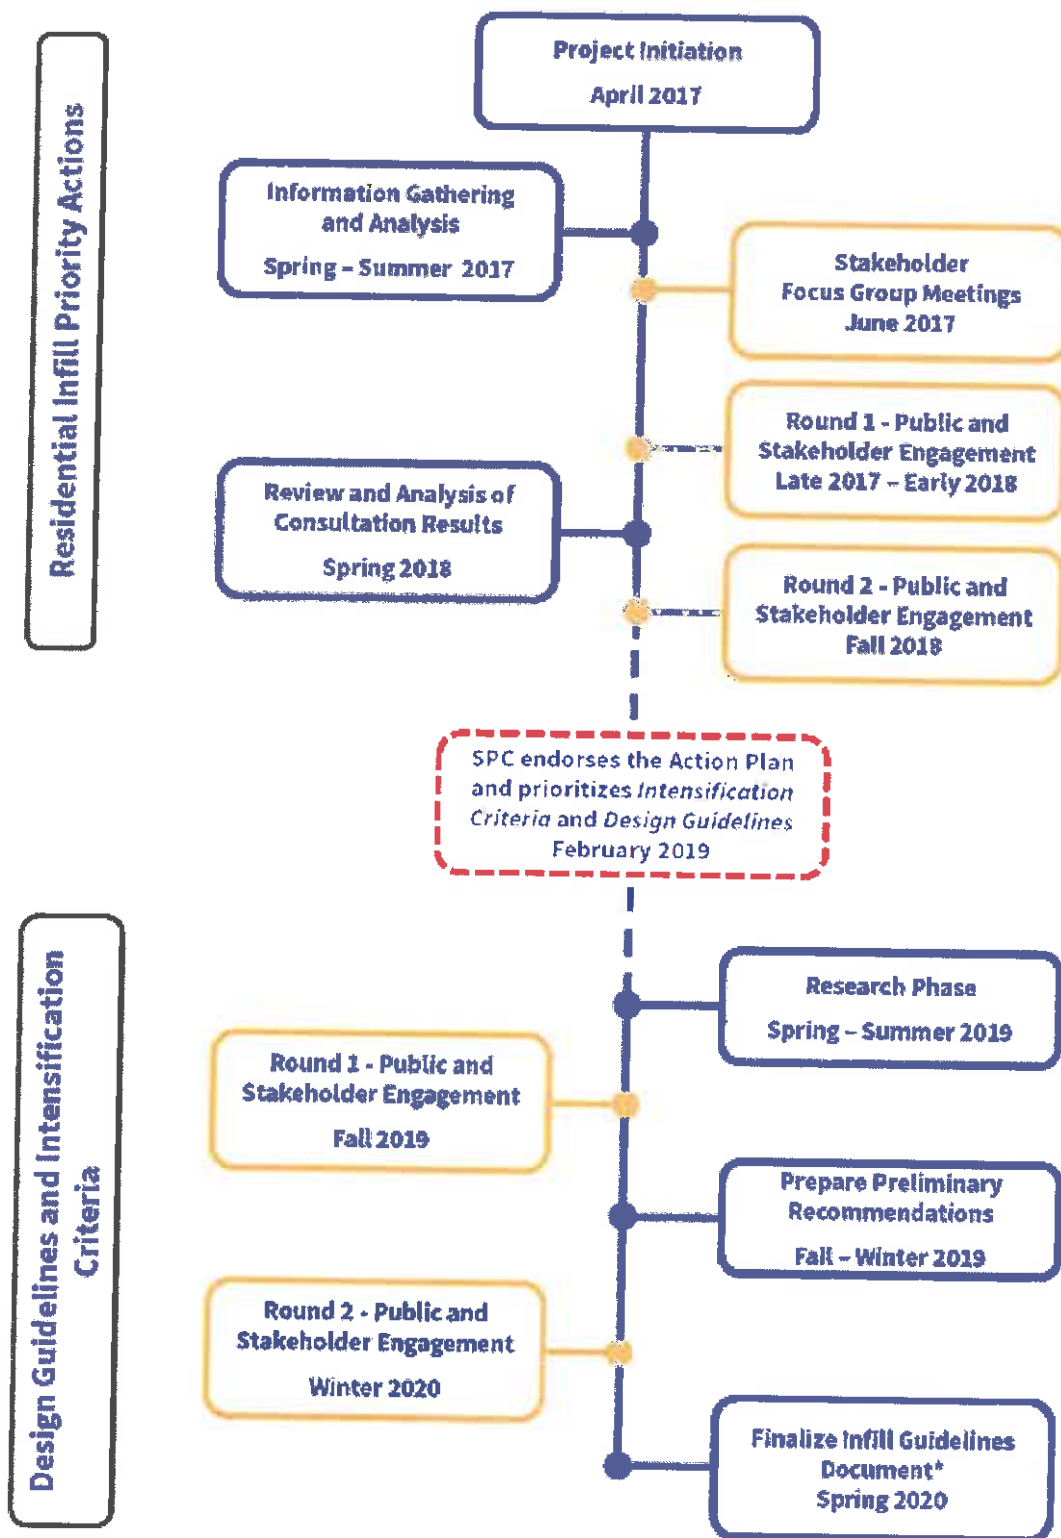 Residential Infill Priority Actions
Project Initiation
April 2017
Information Gathering
and Analysis
Spring – Summer 2017
Stakeholder
Focus Group Meetings
June 2017
Round 1 - Public and
Stakeholder Engagement
Late 2017 – Early 2018
Review and Analysis of
Consultation Results
Spring 2018
Round 2 - Public and
Stakeholder Engagement
Fall 2018
SPC endorses the Action Plan
and prioritizes Intensification
Criteria and Design Guidelines
February 2019
Design Guidelines and Intensification
Criteria
Research Phase
Spring – Summer 2019
Round 1 - Public and
Stakeholder Engagement
Fall 2019
Prepare Preliminary
Recommendations
Fall – Winter 2019
Round 2 - Public and
Stakeholder Engagement
Winter 2020
Finalize Infill Guidelines
Document*
Spring 2020